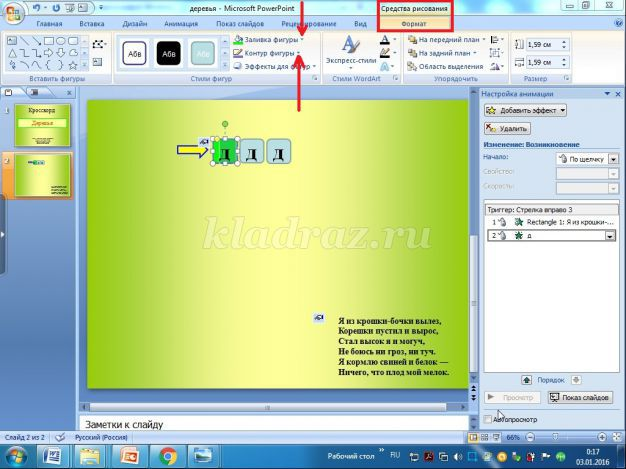 деревья - Microsoft PowerPoint
Средства рисования
Главная Вставка Дизайн Анимация Показ слайдов Рецензирование Вид Формат
Абв Абв Абв
Заливка фигуры
Контур фигуры
Эффекты для фигур
Экспресс-стили
На передний план
На задний план
Область выделения
1,59 см
1,59 см
Вставить фигуры Стили фигур Стили WordArt Упорядочить Размер
1
Кроссворд
Деревья
2
Д Д Д
kladraz.ru
Я из крошки-бочки вылез,
Корешки пустил и вырос,
Стал высок я и могуч,
Не боюсь ни гроз, ни туч.
Я кормлю свиней и белок —
Ничего, что плод мой мелок.
Настройка анимации
Добавить эффект
Удалить
Изменение: Возникновение
Начало: По щелчку
Свойство:
Скорость:
Триггер: Стрелка вправо 3
1 Rectangle 1: Я из крошки-...
2 д
Порядок
Просмотр Показ слайдов
Автопросмотр
Заметки к слайду
Слайд 2 из 2 Русский (Россия) 66%
Рабочий стол RU 0:17
03.01.2016